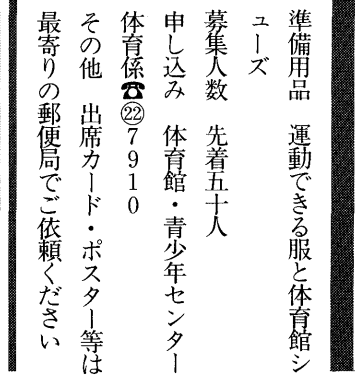 準備用品　運動できる服と体育館シ
ューズ
募集人数　先着五十人
申し込み　体育館・青少年センター
体育係☎㉒7910
その他　出席カード・ポスター等は
最寄りの郵便局でご依頼ください